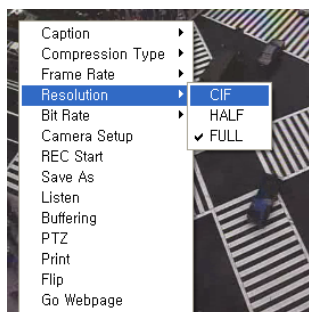 Caption
Compression Type
Frame Rate
Resolution
CIF
Bit Rate
HALF
Camera Setup
FULL
REC Start
Save As
Listen
Buffering
PTZ
Print
Flip
Go Webpage